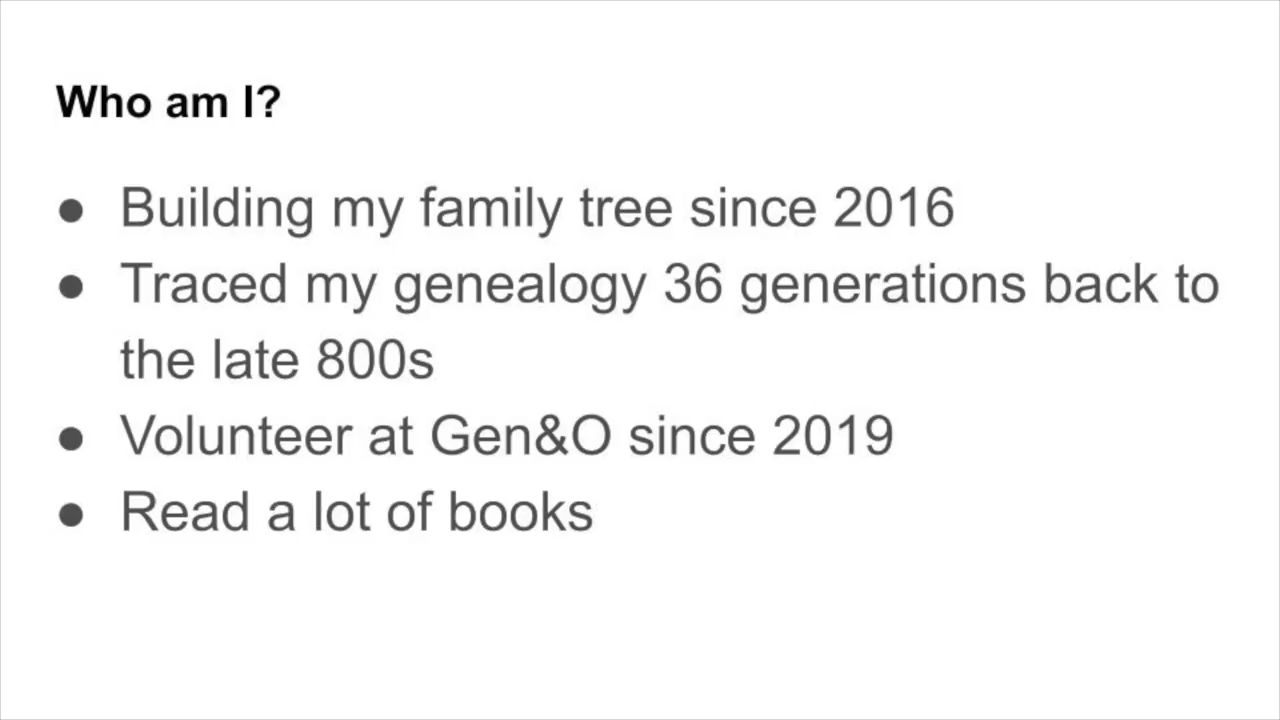 Who am I?
● Building my family tree since 2016
● Traced my genealogy 36 generations back to
the late 800s
● Volunteer at Gen&O since 2019
● Read a lot of books